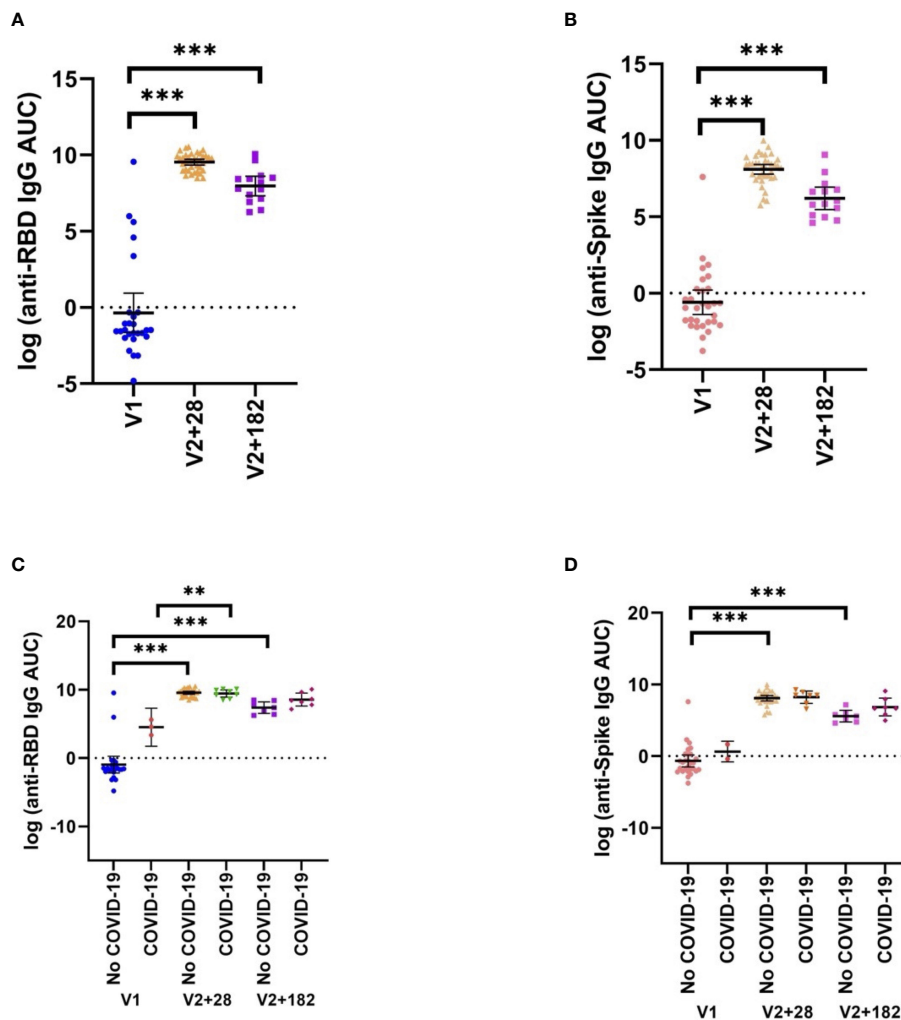 A
***
***
15
10
5
0
-5
log (anti-RBD IgG AUC)
V1
V2+28
V2+182
B
***
***
15
10
5
0
-5
log (anti-Spike IgG AUC)
V1
V2+28
V2+182
C
**
***
***
20
10
0
-10
log (anti-RBD IgG AUC)
No COVID-19
COVID-19
No COVID-19
COVID-19
No COVID-19
COVID-19
V1 V2+28 V2+182
D
***
***
20
10
0
-10
log (anti-Spike IgG AUC)
No COVID-19
COVID-19
No COVID-19
COVID-19
No COVID-19
COVID-19
V1 V2+28 V2+182